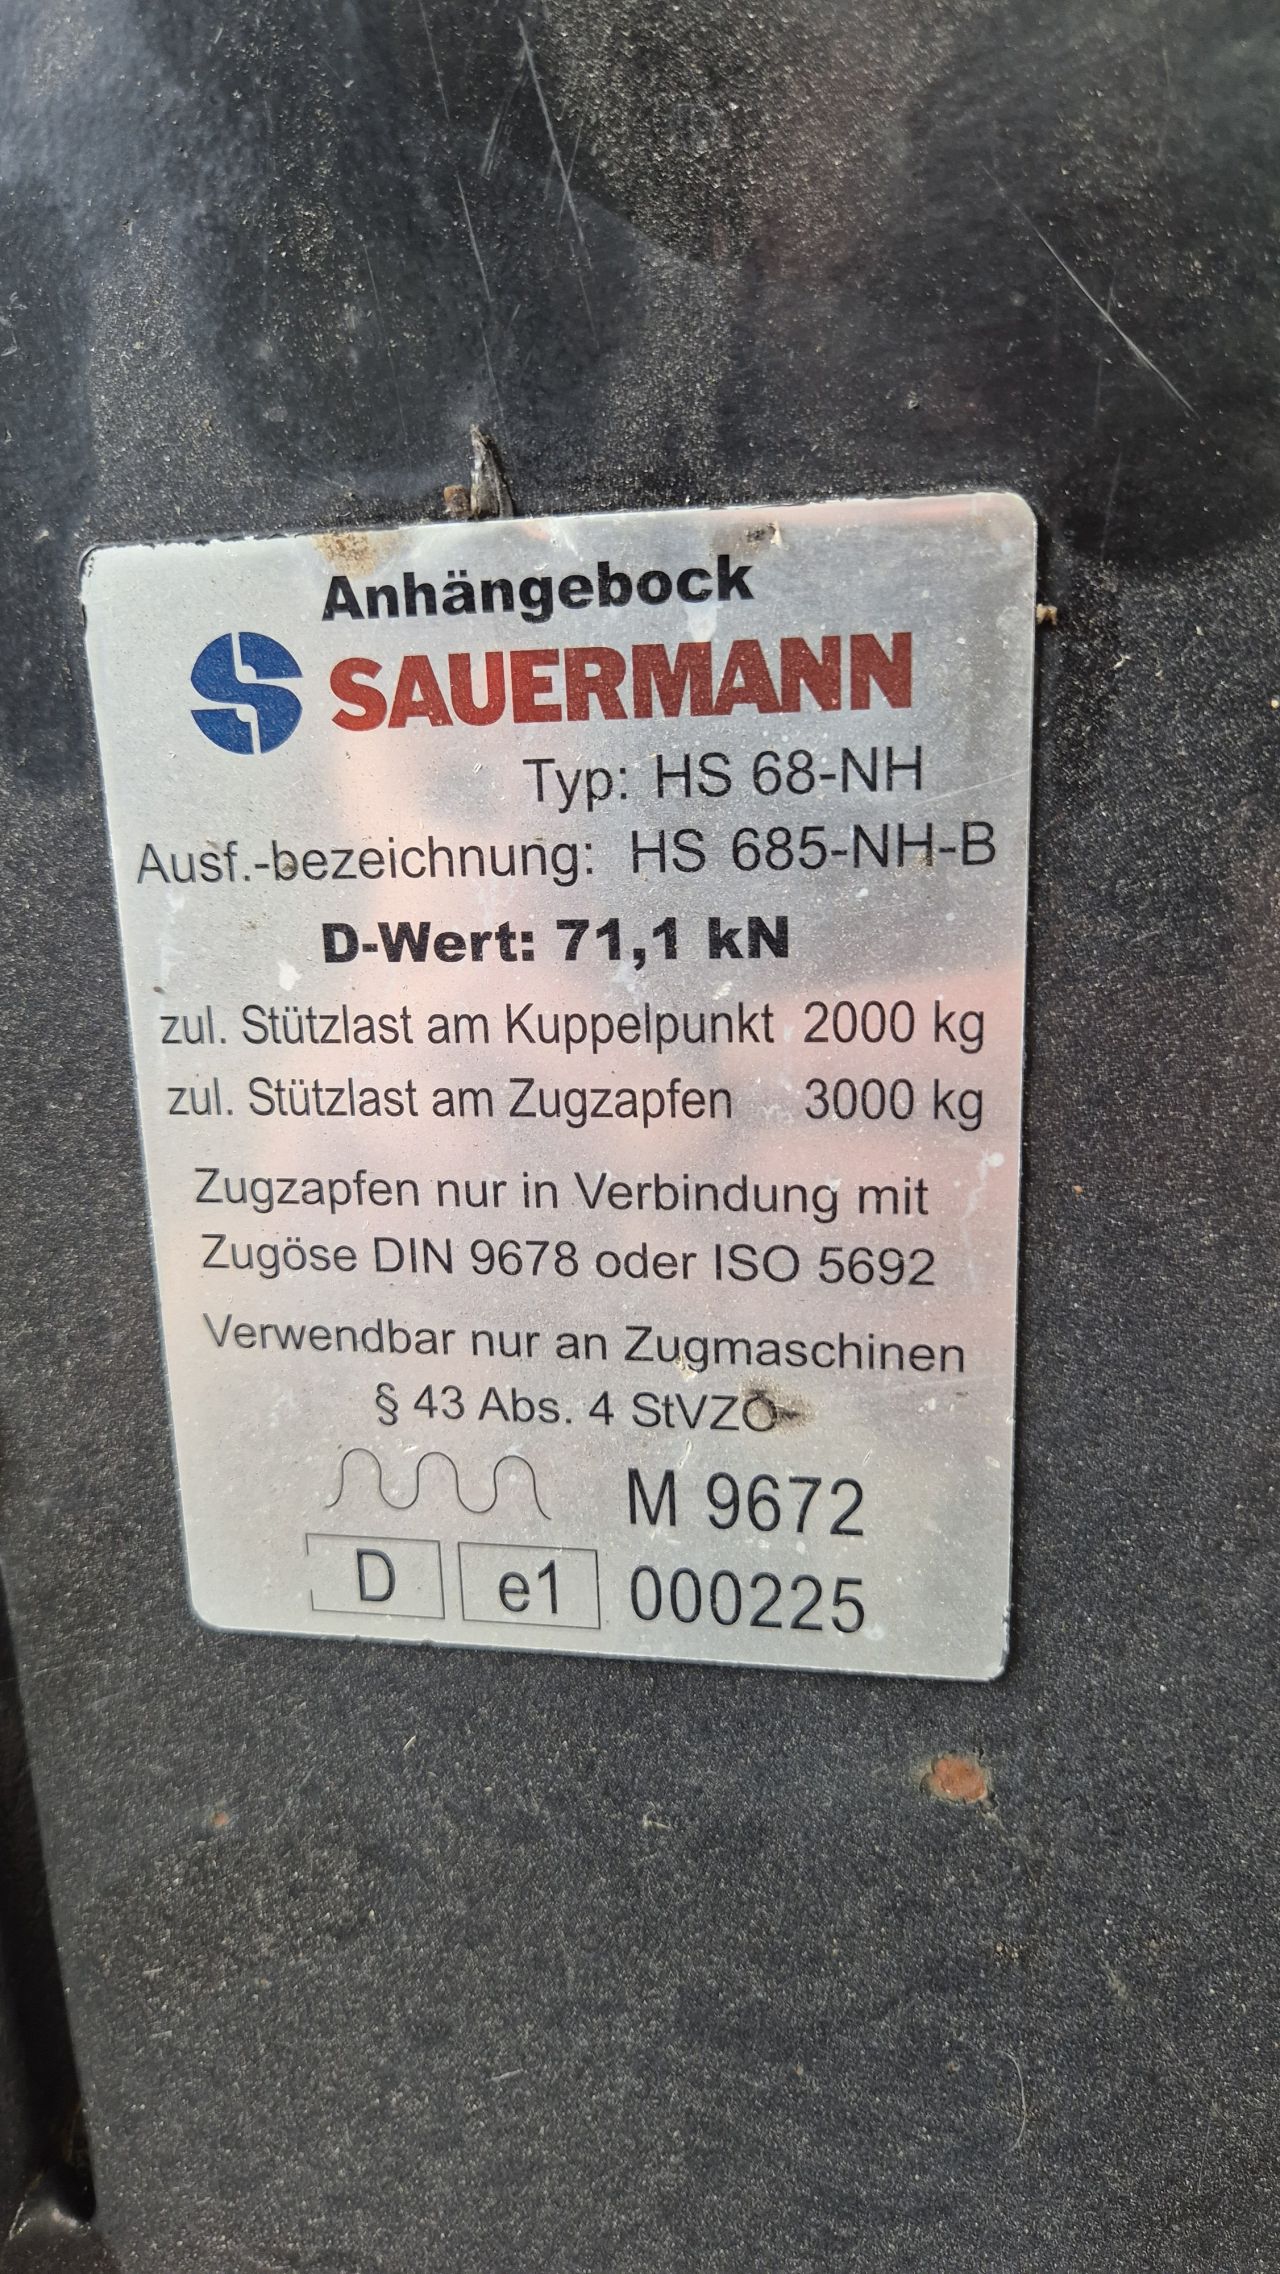 Anhängebock
SAUERMANN
Typ: HS 68-NH
Ausf.-bezeichnung: HS 685-NH-B
D-Wert: 71,1 kN
zul. Stützlast am Kuppelpunkt 2000 kg
zul. Stützlast am Zugzapfen 3000 kg
Zugzapfen nur in Verbindung mit
Zugöse DIN 9678 oder ISO 5692
Verwendbar nur an Zugmaschinen
§ 43 Abs. 4 StVZO
M 9672
D e1 000225